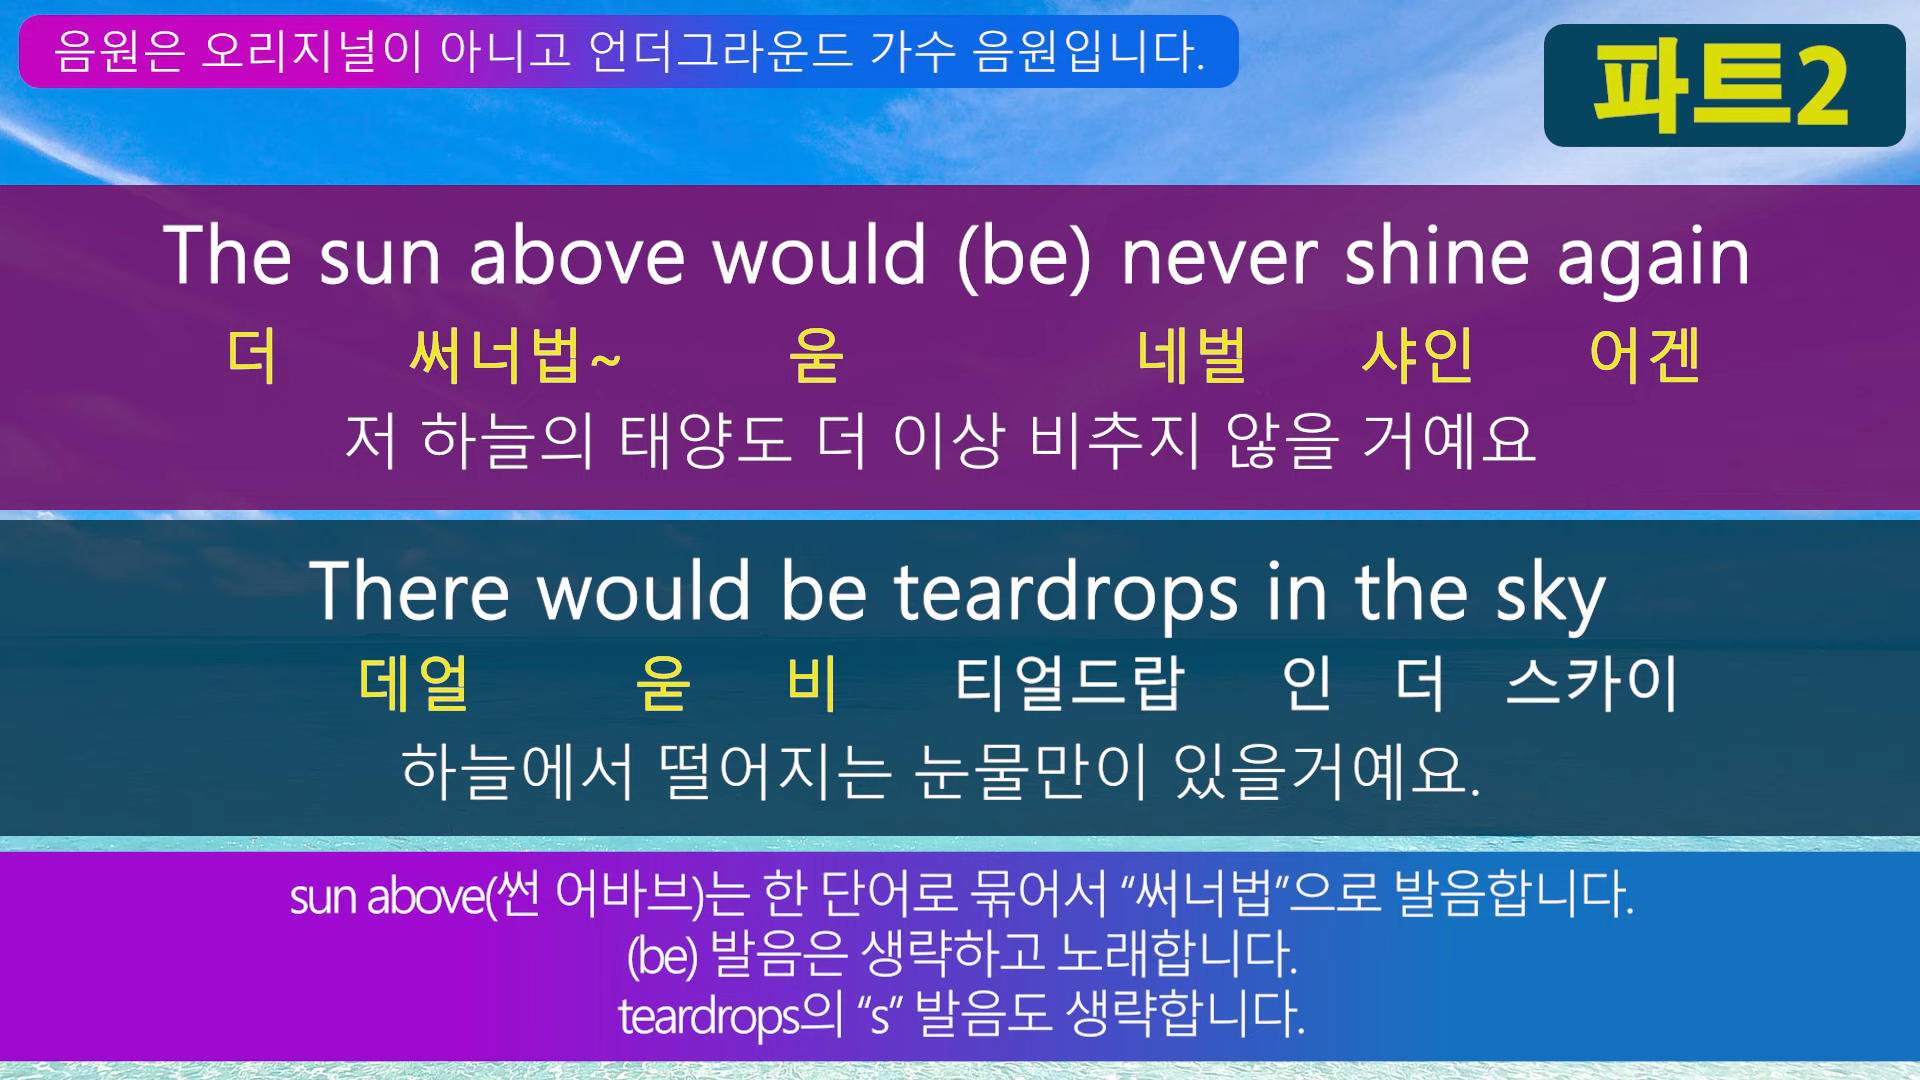 음원은 오리지널이 아니고 언더그라운드 가수 음원입니다.
파트2
The sun above would (be) never shine again
더 써너법~ 욷 네벌 샤인 어겐
저 하늘의 태양도 더 이상 비추지 않을 거예요
There would be teardrops in the sky
데얼 욷 비 티얼드랍 인 더 스카이
하늘에서 떨어지는 눈물만이 있을거예요.
sun above(썬 어바브)는 한 단어로 묶어서 “써너법”으로 발음합니다.
(be) 발음은 생략하고 노래합니다.
teardrops의 “s” 발음도 생략합니다.